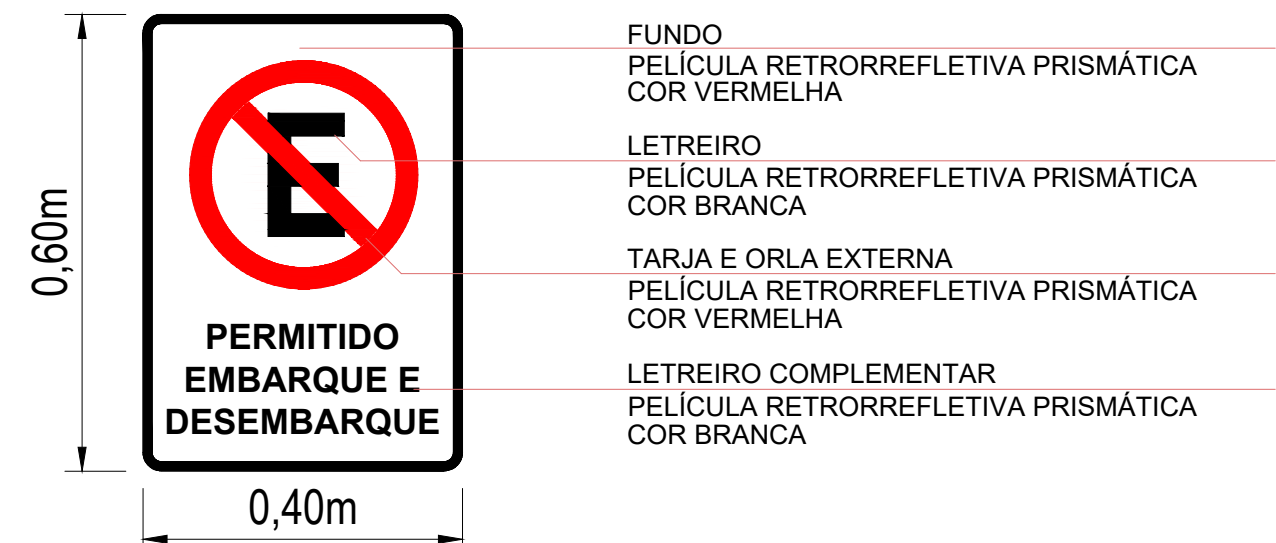 0,60m
E
PERMITIDO
EMBARQUE E
DESEMBARQUE
0,40m
FUNDO
PELÍCULA RETRORREFLETIVA PRISMÁTICA
COR VERMELHA
LETREIRO
PELÍCULA RETRORREFLETIVA PRISMÁTICA
COR BRANCA
TARJA E ORLA EXTERNA
PELÍCULA RETRORREFLETIVA PRISMÁTICA
COR VERMELHA
LETREIRO COMPLEMENTAR
PELÍCULA RETRORREFLETIVA PRISMÁTICA
COR BRANCA